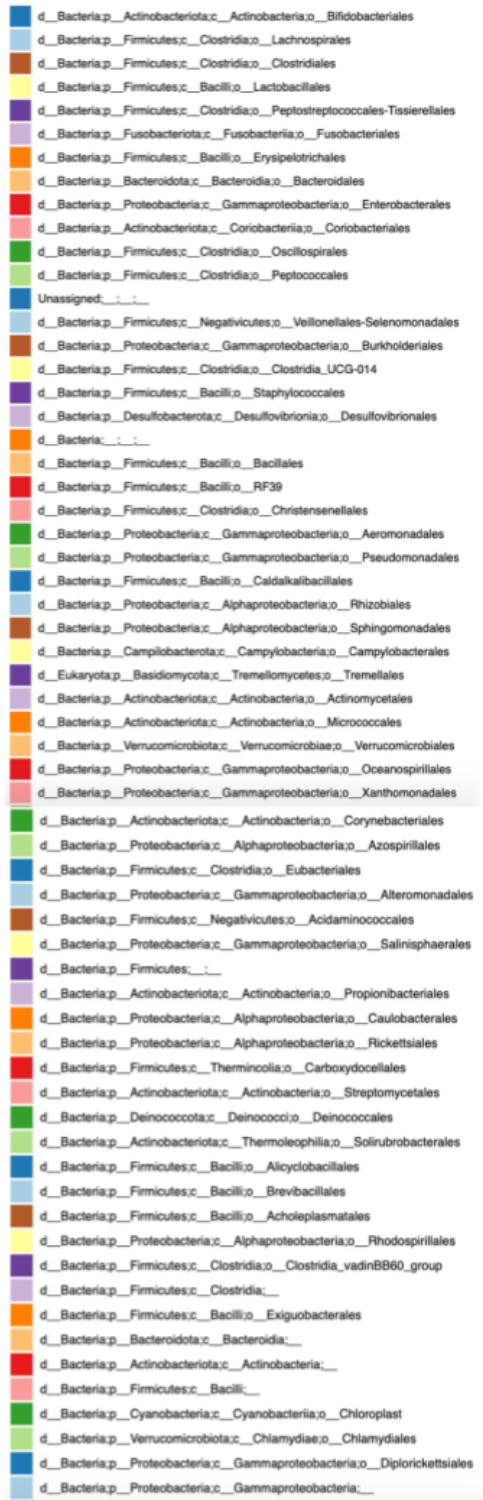 d__Bacteria;p__Actinobacteriota;c__Actinobacteria;o__Bifidobacteriales
d__Bacteria;p__Firmicutes;c__Clostridia;o__Lachnospirales
d__Bacteria;p__Firmicutes;c__Clostridia;o__Clostridiales
d__Bacteria;p__Firmicutes;c__Bacilli;o__Lactobacillales
d__Bacteria;p__Firmicutes;c__Clostridia;o__Peptostreptococcales-Tissierellales
d__Bacteria;p__Fusobacteriota;c__Fusobacteriia;o__Fusobacteriales
d__Bacteria;p__Firmicutes;c__Bacilli;o__Erysipelotrichales
d__Bacteria;p__Bacteroidota;c__Bacteroidia;o__Bacteroidales
d__Bacteria;p__Proteobacteria;c__Gammaproteobacteria;o__Enterobacterales
d__Bacteria;p__Actinobacteriota;c__Coriobacteriia;o__Coriobacteriales
d__Bacteria;p__Firmicutes;c__Clostridia;o__Oscillospirales
d__Bacteria;p__Firmicutes;c__Clostridia;o__Peptococcales
Unassigned;__;__;__
d__Bacteria;p__Firmicutes;c__Negativicutes;o__Veillonellales-Selenomonadales
d__Bacteria;p__Proteobacteria;c__Gammaproteobacteria;o__Burkholderiales
d__Bacteria;p__Firmicutes;c__Clostridia;o__Clostridia_UCG-014
d__Bacteria;p__Firmicutes;c__Bacilli;o__Staphylococcales
d__Bacteria;p__Desulfobacterota;c__Desulfovibrionia;o__Desulfovibrionales
d__Bacteria;__;__;__
d__Bacteria;p__Firmicutes;c__Bacilli;o__Bacillales
d__Bacteria;p__Firmicutes;c__Bacilli;o__RF39
d__Bacteria;p__Firmicutes;c__Clostridia;o__Christensenellales
d__Bacteria;p__Proteobacteria;c__Gammaproteobacteria;o__Aeromonadales
d__Bacteria;p__Proteobacteria;c__Gammaproteobacteria;o__Pseudomonadales
d__Bacteria;p__Firmicutes;c__Bacilli;o__Caldalkalibacillales
d__Bacteria;p__Proteobacteria;c__Alphaproteobacteria;o__Rhizobiales
d__Bacteria;p__Proteobacteria;c__Alphaproteobacteria;o__Sphingomonadales
d__Bacteria;p__Campilobacterota;c__Campylobacteria;o__Campylobacterales
d__Eukaryota;p__Basidiomycota;c__Tremellomycetes;o__Tremellales
d__Bacteria;p__Actinobacteriota;c__Actinobacteria;o__Actinomycetales
d__Bacteria;p__Actinobacteriota;c__Actinobacteria;o__Micrococcales
d__Bacteria;p__Verrucomicrobiota;c__Verrucomicrobiae;o__Verrucomicrobiales
d__Bacteria;p__Proteobacteria;c__Gammaproteobacteria;o__Oceanospirillales
d__Bacteria;p__Proteobacteria;c__Gammaproteobacteria;o__Xanthomonadales
d__Bacteria;p__Actinobacteriota;c__Actinobacteria;o__Corynebacteriales
d__Bacteria;p__Proteobacteria;c__Alphaproteobacteria;o__Azospirillales
d__Bacteria;p__Firmicutes;c__Clostridia;o__Eubacteriales
d__Bacteria;p__Proteobacteria;c__Gammaproteobacteria;o__Alteromonadales
d__Bacteria;p__Firmicutes;c__Negativicutes;o__Acidaminococcales
d__Bacteria;p__Proteobacteria;c__Gammaproteobacteria;o__Salinisphaerales
d__Bacteria;p__Firmicutes;__;__
d__Bacteria;p__Actinobacteriota;c__Actinobacteria;o__Propionibacteriales
d__Bacteria;p__Proteobacteria;c__Alphaproteobacteria;o__Caulobacterales
d__Bacteria;p__Proteobacteria;c__Alphaproteobacteria;o__Rickettsiales
d__Bacteria;p__Firmicutes;c__Thermincolia;o__Carboxydocellales
d__Bacteria;p__Actinobacteriota;c__Actinobacteria;o__Streptomycetales
d__Bacteria;p__Deinococcota;c__Deinococci;o__Deinococcales
d__Bacteria;p__Actinobacteriota;c__Thermoleophilia;o__Solirubrobacterales
d__Bacteria;p__Firmicutes;c__Bacilli;o__Alicyclobacillales
d__Bacteria;p__Firmicutes;c__Bacilli;o__Brevibacillales
d__Bacteria;p__Firmicutes;c__Bacilli;o__Acholeplasmatales
d__Bacteria;p__Proteobacteria;c__Alphaproteobacteria;o__Rhodospirillales
d__Bacteria;p__Firmicutes;c__Clostridia;o__Clostridia_vadinBB60_group
d__Bacteria;p__Firmicutes;c__Clostridia;__
d__Bacteria;p__Firmicutes;c__Bacilli;o__Exiguobacterales
d__Bacteria;p__Bacteroidota;c__Bacteroidia;__
d__Bacteria;p__Actinobacteriota;c__Actinobacteria;__
d__Bacteria;p__Firmicutes;c__Bacilli;__
d__Bacteria;p__Cyanobacteria;c__Cyanobacteriia;o__Chloroplast
d__Bacteria;p__Verrucomicrobiota;c__Chlamydiae;o__Chlamydiales
d__Bacteria;p__Proteobacteria;c__Gammaproteobacteria;o__Diplorickettsiales
d__Bacteria;p__Proteobacteria;c__Gammaproteobacteria;__